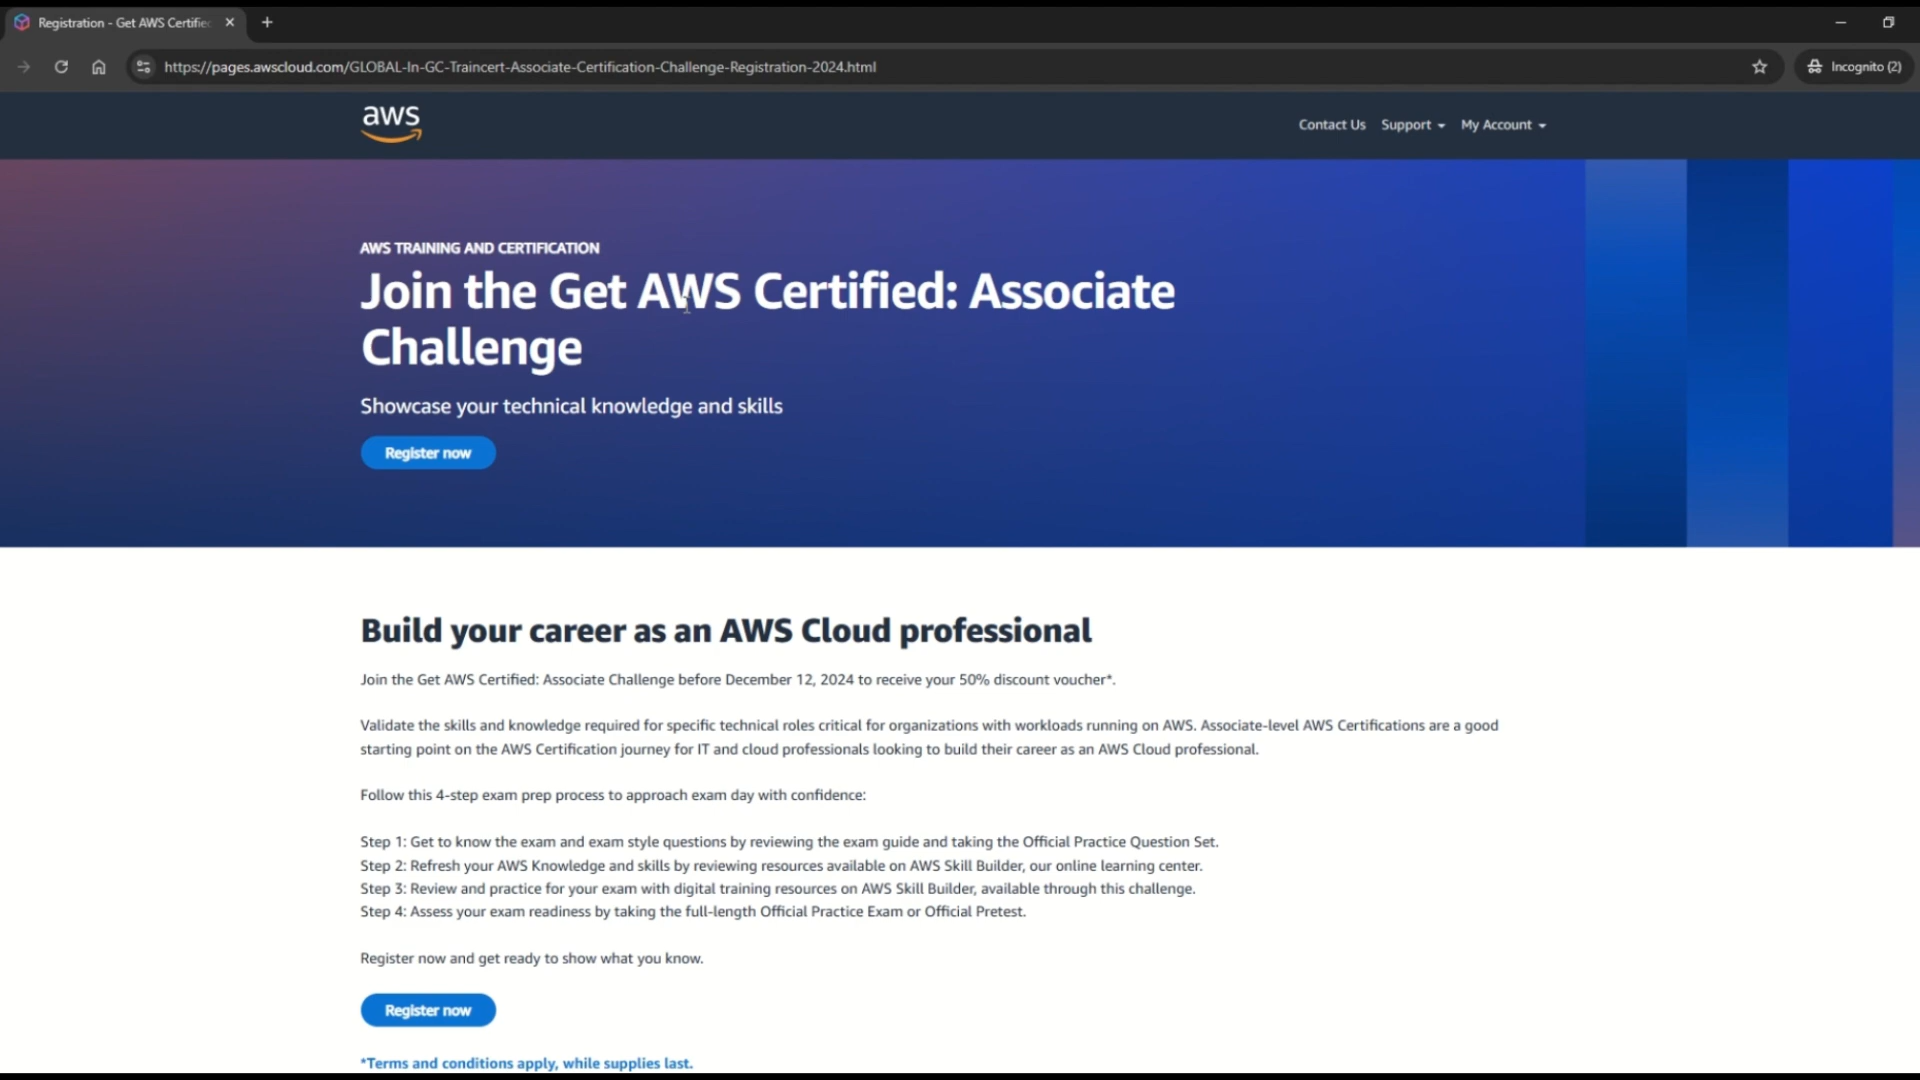 Registration - Get AWS Certified
https://pages.awscloud.com/GLOBAL-In-GC-Traincert-Associate-Certification-Challenge-Registration-2024.html
Incognito (2)
aws
Contact Us Support My Account
AWS TRAINING AND CERTIFICATION
Join the Get AWS Certified: Associate
Challenge
Showcase your technical knowledge and skills
Register now
Build your career as an AWS Cloud professional
Join the Get AWS Certified: Associate Challenge before December 12, 2024 to receive your 50% discount voucher*.
Validate the skills and knowledge required for specific technical roles critical for organizations with workloads running on AWS. Associate-level AWS Certifications are a good
starting point on the AWS Certification journey for IT and cloud professionals looking to build their career as an AWS Cloud professional.
Follow this 4-step exam prep process to approach exam day with confidence:
Step 1: Get to know the exam and exam style questions by reviewing the exam guide and taking the Official Practice Question Set.
Step 2: Refresh your AWS Knowledge and skills by reviewing resources available on AWS Skill Builder, our online learning center.
Step 3: Review and practice for your exam with digital training resources on AWS Skill Builder, available through this challenge.
Step 4: Assess your exam readiness by taking the full-length Official Practice Exam or Official Pretest.
Register now and get ready to show what you know.
Register now
*Terms and conditions apply, while supplies last.